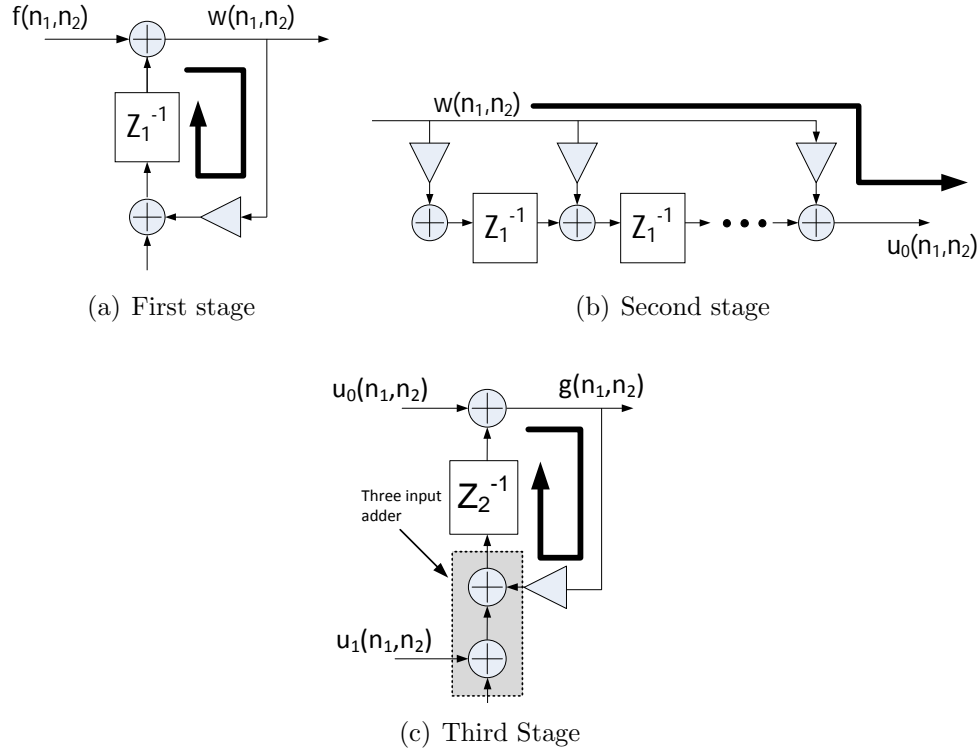 f(n₁,n₂) w(n₁,n₂)
Z₁⁻¹
(a) First stage
w(n₁,n₂)
Z₁⁻¹ Z₁⁻¹
u₀(n₁,n₂)
(b) Second stage
u₀(n₁,n₂) g(n₁,n₂)
Z₂⁻¹
Three input
adder
u₁(n₁,n₂)
(c) Third Stage